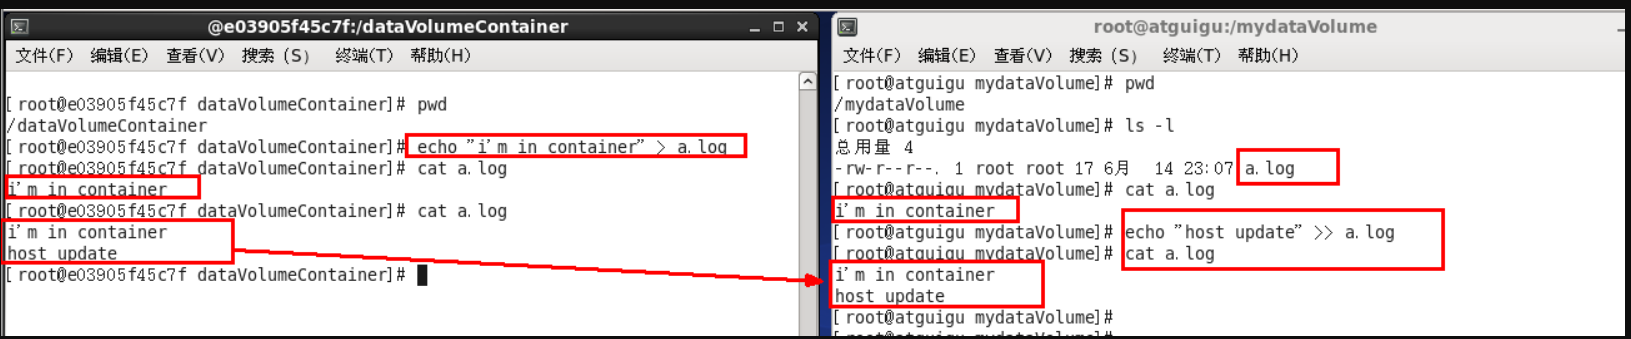 @e03905f45c7f:/dataVolumeContainer
文件(F) 编辑(E) 查看(V) 搜索 (S) 终端(T) 帮助(H)
[root@e03905f45c7f dataVolumeContainer]# pwd
/dataVolumeContainer
[root@e03905f45c7f dataVolumeContainer]# echo "i'm in container" > a.log
[root@e03905f45c7f dataVolumeContainer]# cat a.log
i'm in container
[root@e03905f45c7f dataVolumeContainer]# cat a.log
i'm in container
host update
[root@e03905f45c7f dataVolumeContainer]#
root@atguigu:/mydataVolume
文件(F) 编辑(E) 查看(V) 搜索 (S) 终端(T) 帮助(H)
[root@atguigu mydataVolume]# pwd
/mydataVolume
[root@atguigu mydataVolume]# ls -l
总用量 4
-rw-r--r--. 1 root root 17 6月  14 23:07 a.log
[root@atguigu mydataVolume]# cat a.log
i'm in container
[root@atguigu mydataVolume]# echo "host update" >> a.log
[root@atguigu mydataVolume]# cat a.log
i'm in container
host update
[root@atguigu mydataVolume]#